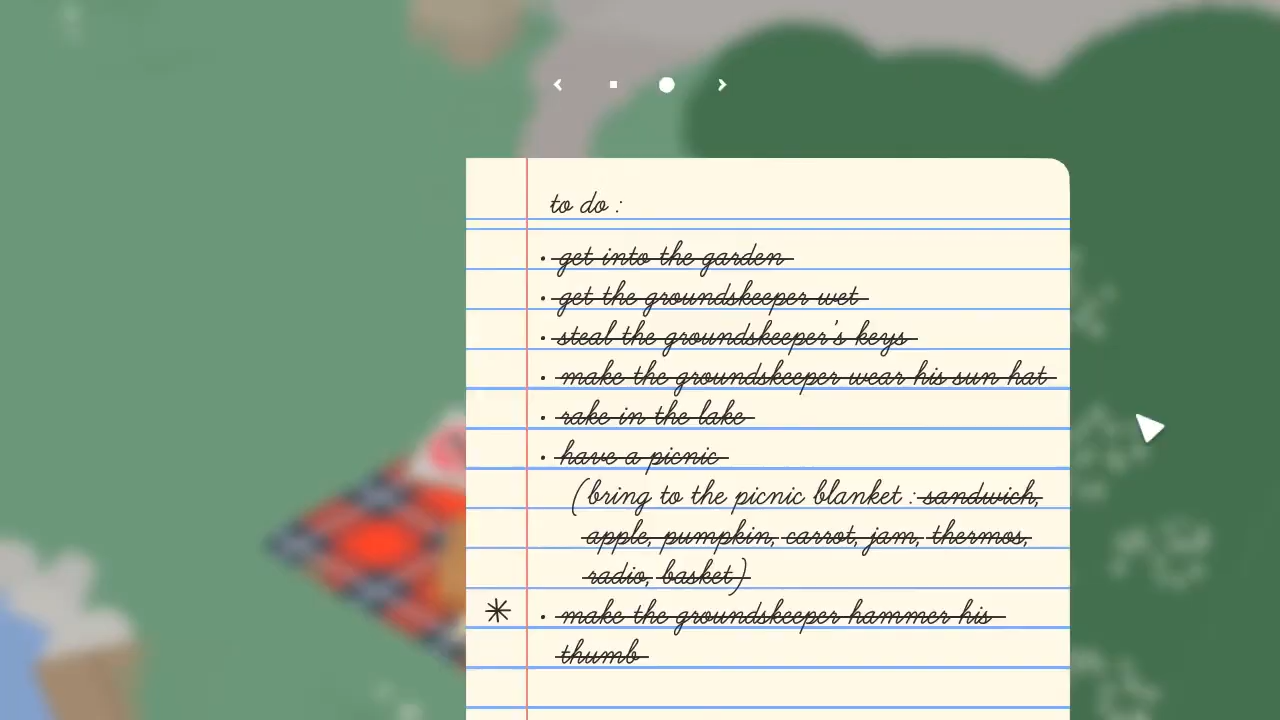 to do :
• get into the garden
• get the groundskeeper wet
• steal the groundskeeper's keys
• make the groundskeeper wear his sun hat
• rake in the lake
• have a picnic
(bring to the picnic blanket : sandwich,
apple, pumpkin, carrot, jam, thermos,
radio, basket)
• make the groundskeeper hammer his
thumb